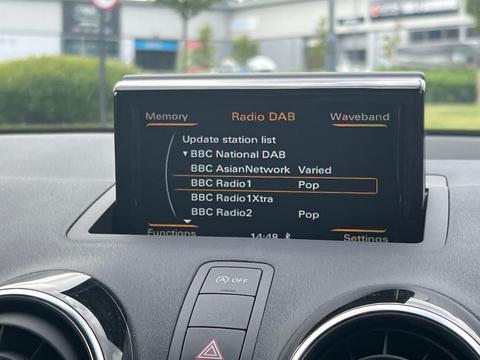 Memory Radio DAB Waveband
Update station list
BBC National DAB
BBC AsianNetwork Varied
BBC Radio1 Pop
BBC Radio1Xtra
BBC Radio2 Pop
Functions 14:48 Settings
OFF